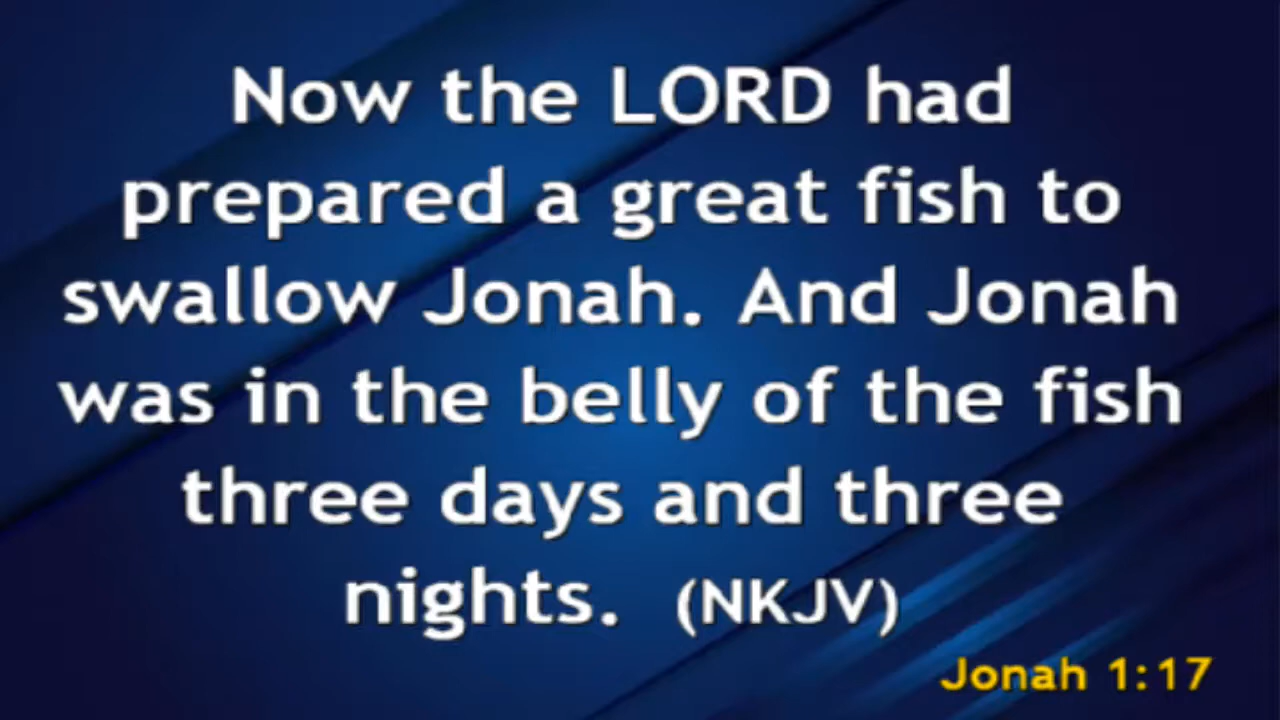 Now the LORD had
prepared a great fish to
swallow Jonah. And Jonah
was in the belly of the fish
three days and three
nights. (NKJV)
Jonah 1:17